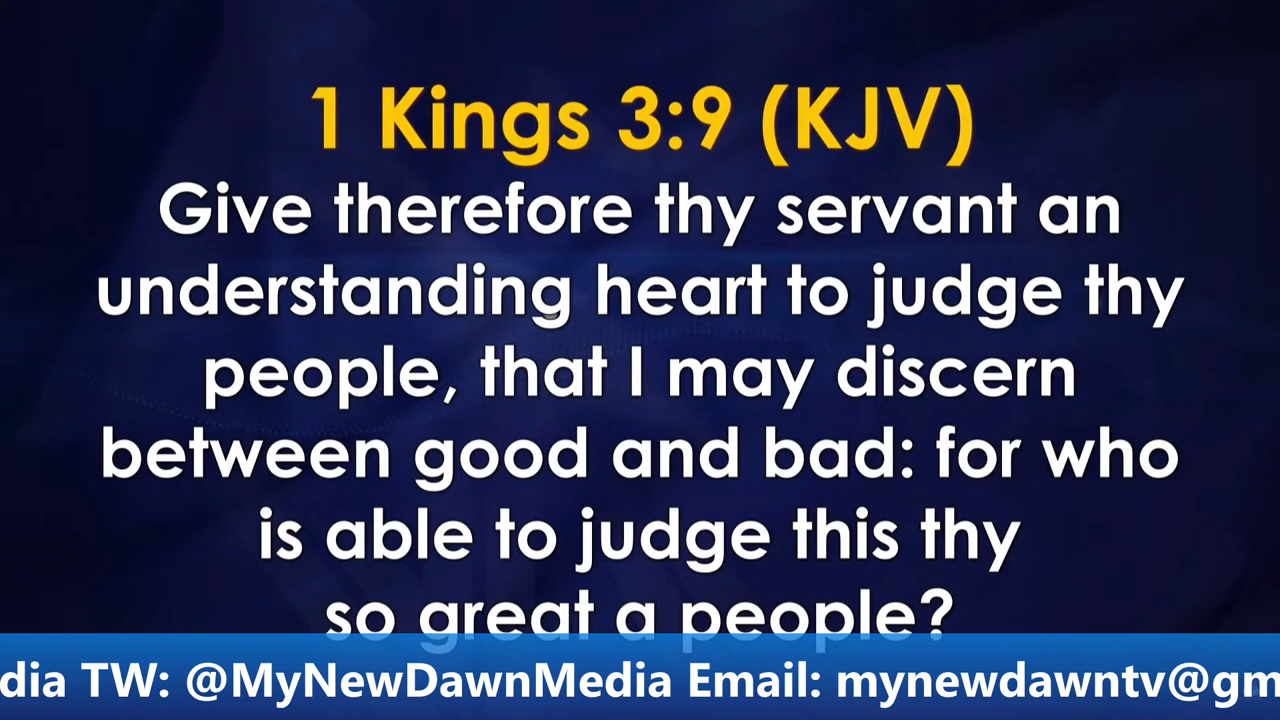 1 Kings 3:9 (KJV)
Give therefore thy servant an
understanding heart to judge thy
people, that I may discern
between good and bad: for who
is able to judge this thy
so great a people?
dia TW: @MyNewDawnMedia Email: mynewdawntv@gm